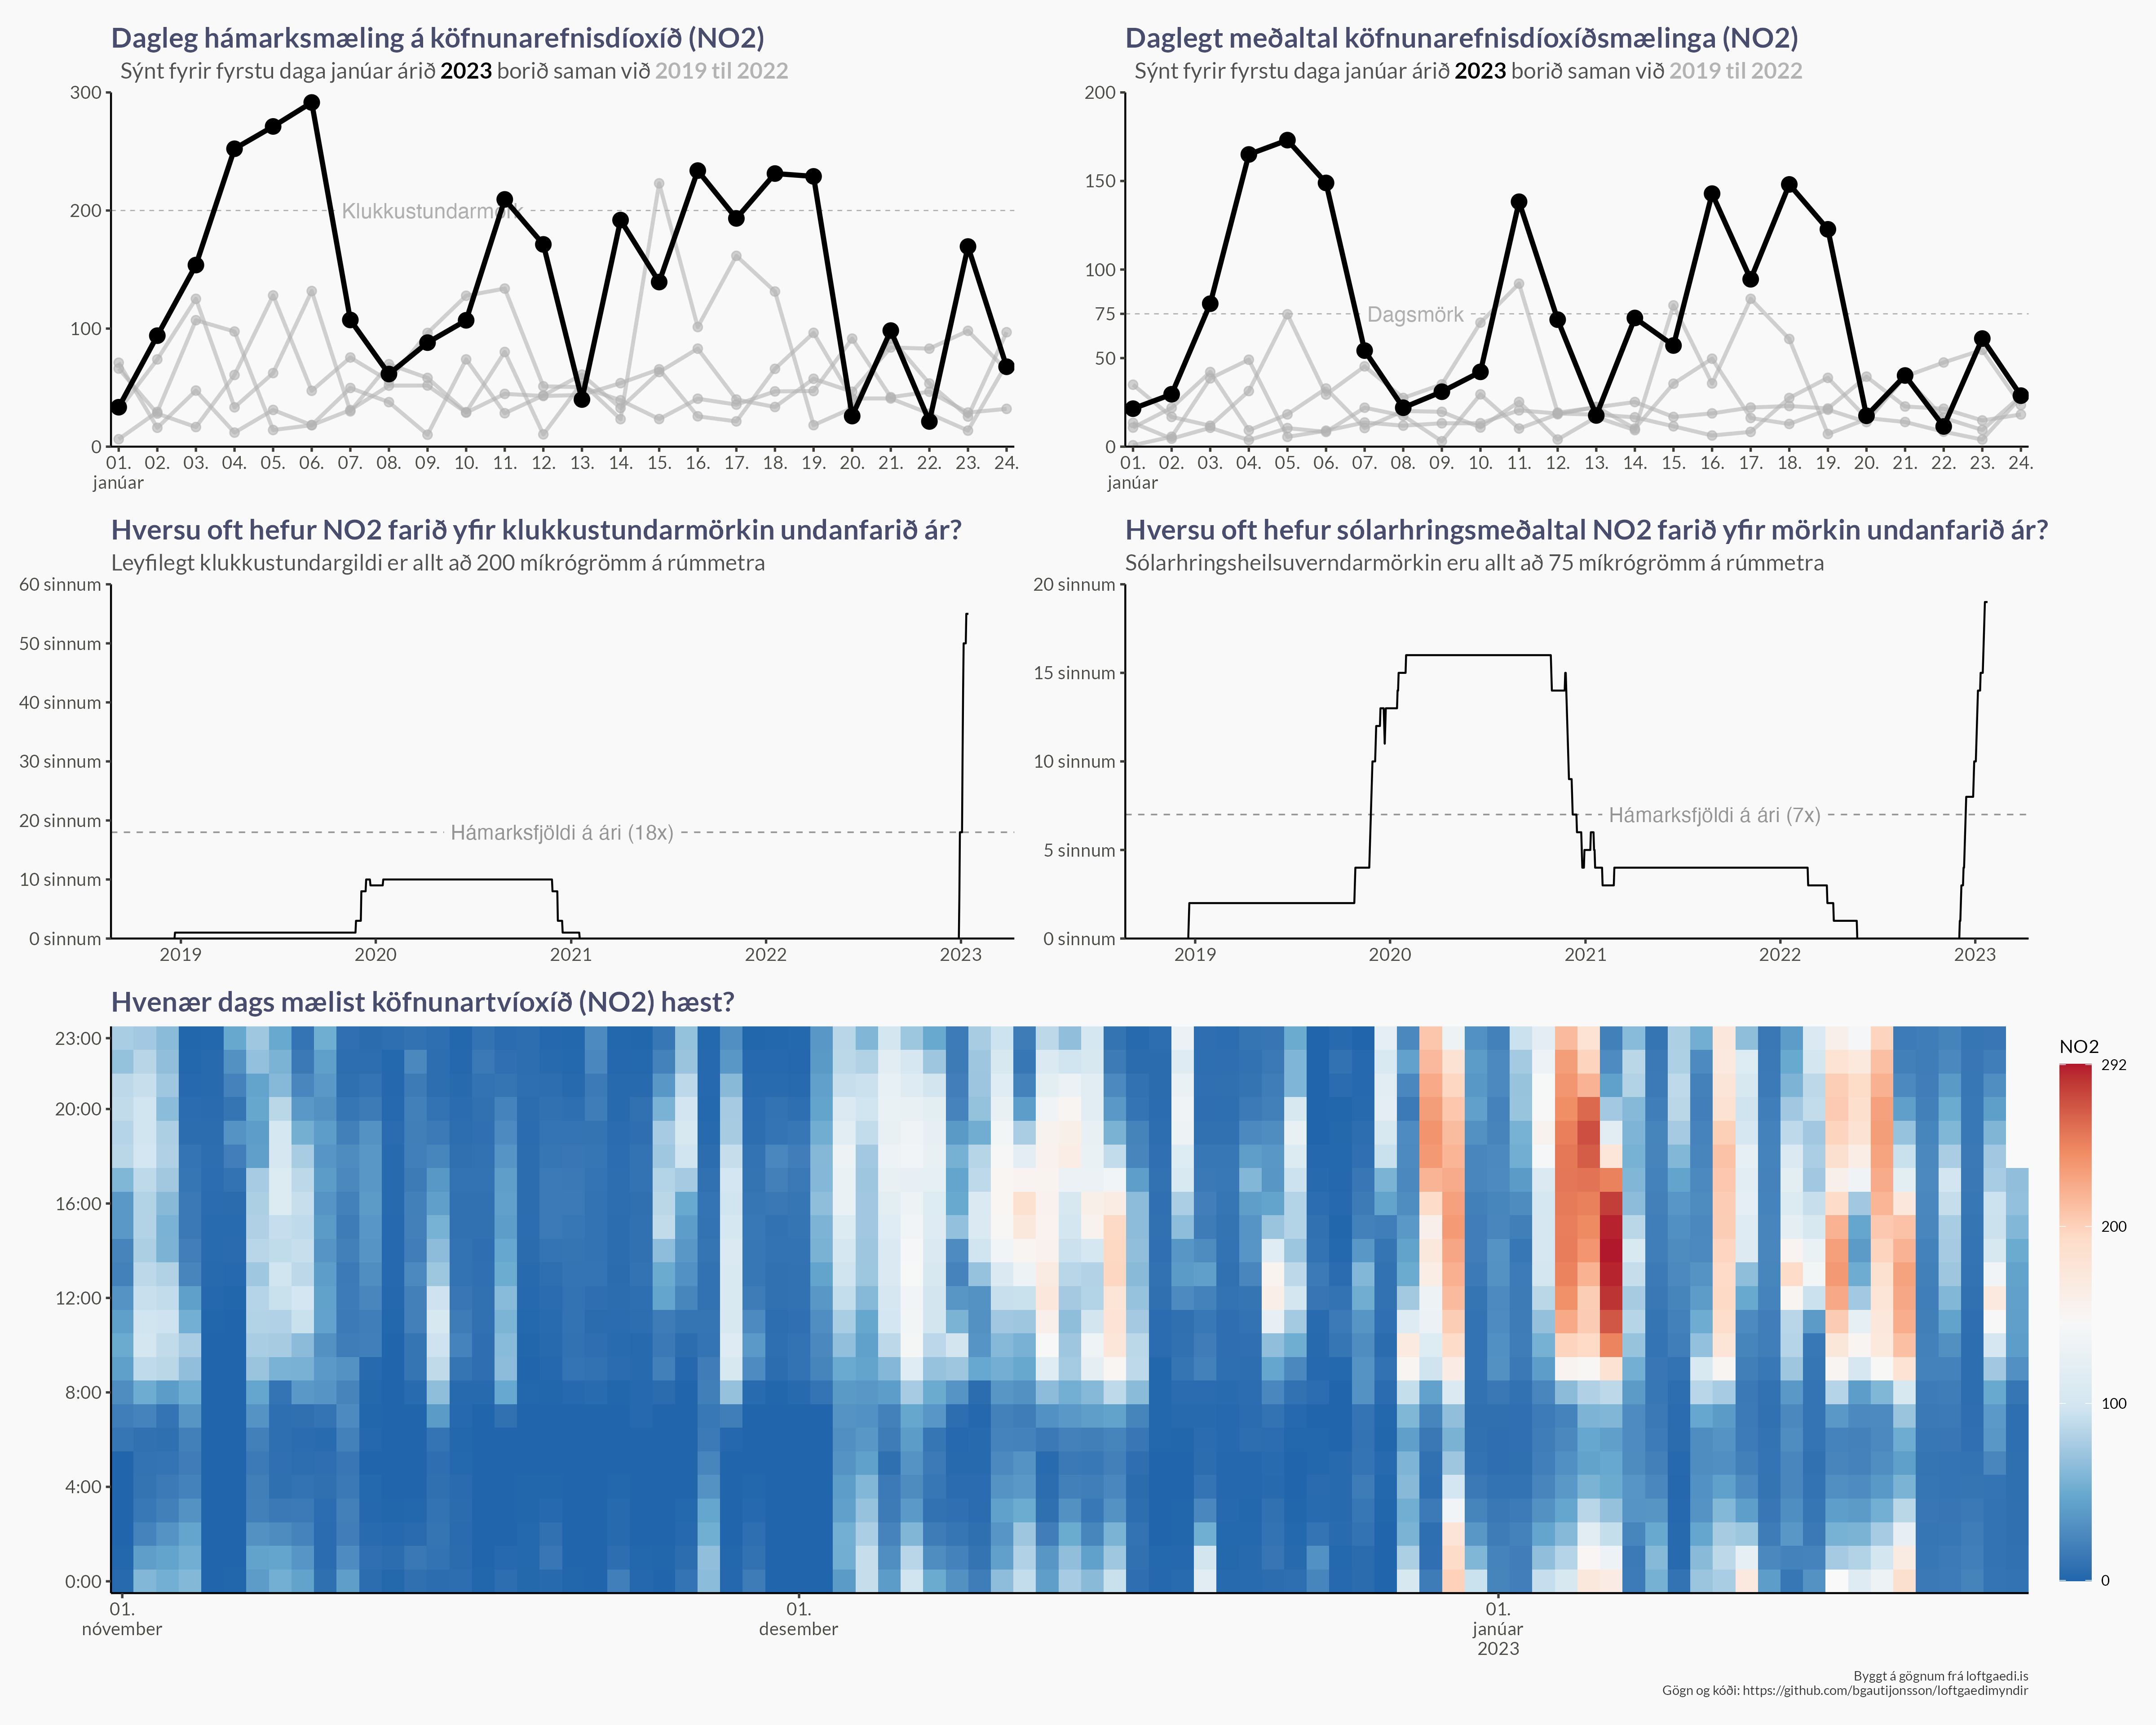 Dagleg hámarksmæling á köfnunarefnisdíoxíð (NO2)
Sýnt fyrir fyrstu daga janúar árið 2023 borið saman við 2019 til 2022
300
200
100
0
Klukkustundarmörk
01. 02. 03. 04. 05. 06. 07. 08. 09. 10. 11. 12. 13. 14. 15. 16. 17. 18. 19. 20. 21. 22. 23. 24.
janúar
Daglegt meðaltal köfnunarefnisdíoxíðsmælinga (NO2)
Sýnt fyrir fyrstu daga janúar árið 2023 borið saman við 2019 til 2022
200
150
100
75
50
0
Dagsmörk
01. 02. 03. 04. 05. 06. 07. 08. 09. 10. 11. 12. 13. 14. 15. 16. 17. 18. 19. 20. 21. 22. 23. 24.
janúar
Hversu oft hefur NO2 farið yfir klukkustundarmörkin undanfarið ár?
Leyfilegt klukkustundargildi er allt að 200 míkrógrömm á rúmmetra
60 sinnum
50 sinnum
40 sinnum
30 sinnum
20 sinnum
10 sinnum
0 sinnum
Hámarksfjöldi á ári (18x)
2019 2020 2021 2022 2023
Hversu oft hefur sólarhringsmeðaltal NO2 farið yfir mörkin undanfarið ár?
Sólarhringsheilsuverndarmörkin eru allt að 75 míkrógrömm á rúmmetra
20 sinnum
15 sinnum
10 sinnum
5 sinnum
0 sinnum
Hámarksfjöldi á ári (7x)
2019 2020 2021 2022 2023
Hvenær dags mælist köfnunartvíoxíð (NO2) hæst?
23:00
20:00
16:00
12:00
8:00
4:00
0:00
01. 01. 01.
nóvember desember janúar
2023
NO2
292
200
100
0
Byggt á gögnum frá loftgaedi.is
Gögn og kóði: https://github.com/bgautijonsson/loftgaedimyndir